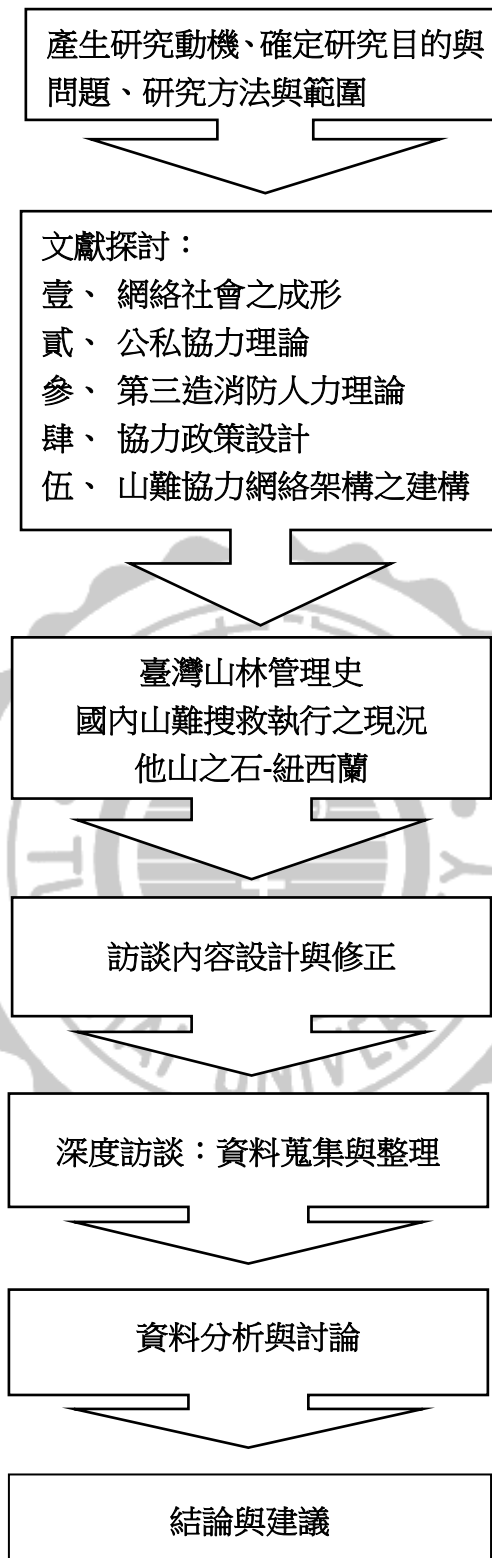 產生研究動機、確定研究目的與
問題、研究方法與範圍
文獻探討：
壹、 網絡社會之成形
貳、 公私協力理論
參、 第三造消防人力理論
肆、 協力政策設計
伍、 山難協力網絡架構之建構
臺灣山林管理史
國內山難搜救執行之現況
他山之石-紐西蘭
訪談內容設計與修正
深度訪談：資料蒐集與整理
資料分析與討論
結論與建議